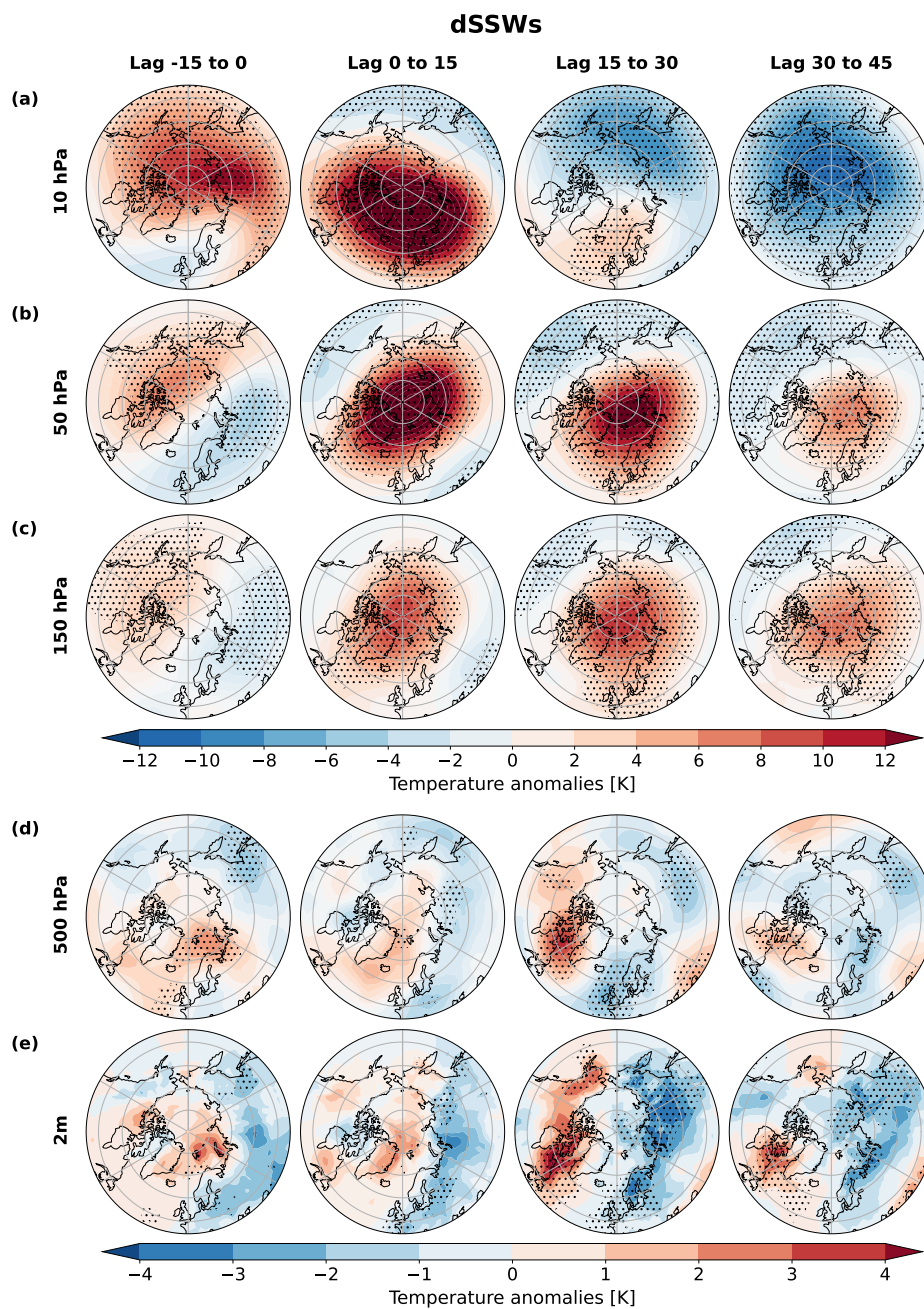 dSSWs
Lag -15 to 0 Lag 0 to 15 Lag 15 to 30 Lag 30 to 45
(a)
10 hPa
(b)
50 hPa
(c)
150 hPa
−12 −10 −8 −6 −4 −2 0 2 4 6 8 10 12
Temperature anomalies [K]
(d)
500 hPa
(e)
2m
−4 −3 −2 −1 0 1 2 3 4
Temperature anomalies [K]